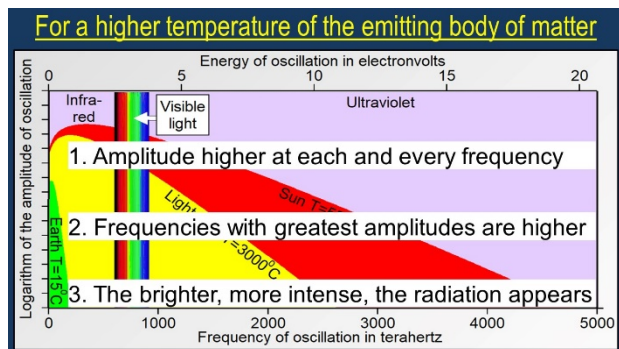 For a higher temperature of the emitting body of matter
Energy of oscillation in electronvolts
0 5 10 15 20
Infra-
red
Visible
light
Ultraviolet
Logarithm of the amplitude of oscillation
1. Amplitude higher at each and every frequency
Sun T=
2. Frequencies with greatest amplitudes are higher
Light
T=3000°C
Earth T=15°
3. The brighter, more intense, the radiation appears
0 1000 2000 3000 4000 5000
Frequency of oscillation in terahertz